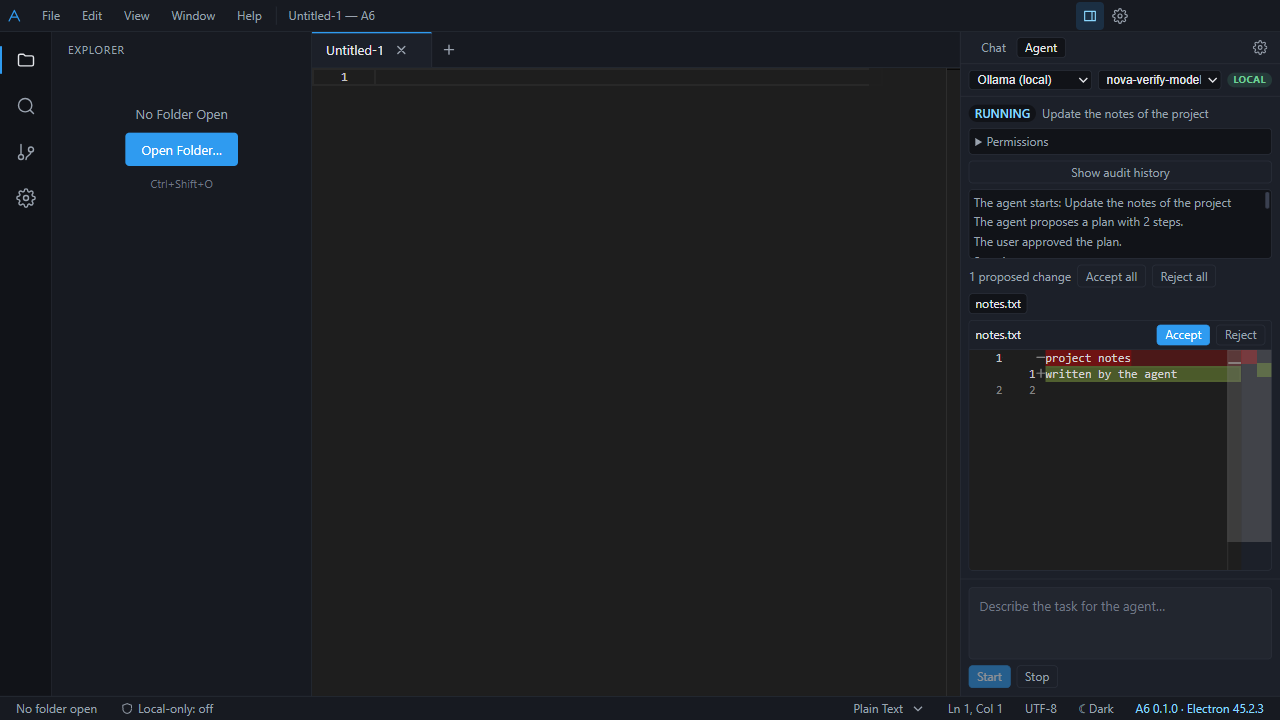 File Edit View Window Help Untitled-1 — A6
EXPLORER
No Folder Open
Open Folder...
Ctrl+Shift+O
Untitled-1
1
Chat Agent
Ollama (local) nova-verify-model LOCAL
RUNNING Update the notes of the project
Permissions
Show audit history
The agent starts: Update the notes of the project
The agent proposes a plan with 2 steps.
The user approved the plan.
1 proposed change Accept all Reject all
notes.txt
notes.txt Accept Reject
1 —project notes
1+written by the agent
2 2
Describe the task for the agent...
Start Stop
No folder open Local-only: off Plain Text Ln 1, Col 1 UTF-8 Dark A6 0.1.0 · Electron 45.2.3